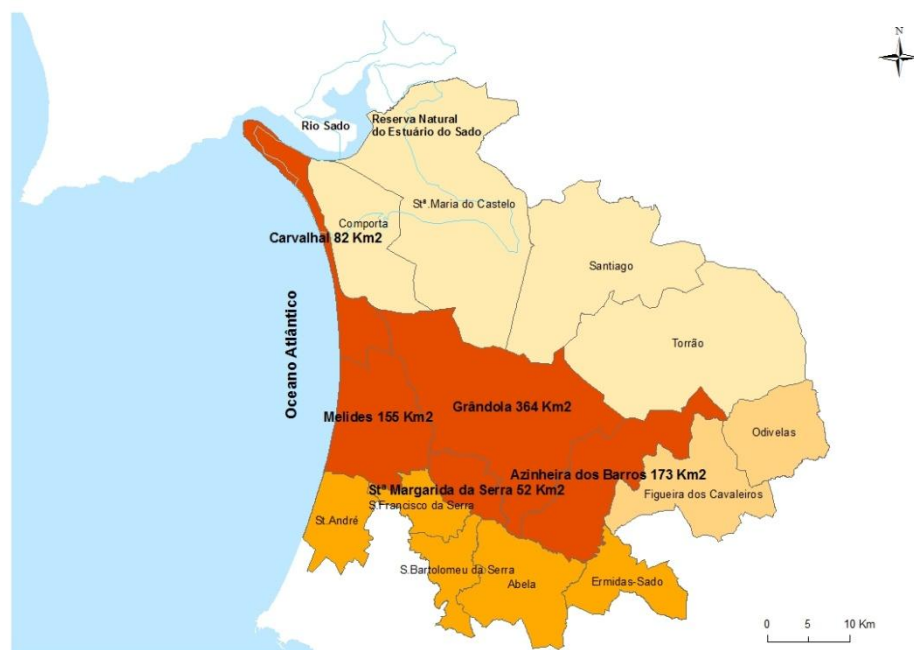 N
Rio Sado
Reserva Natural
do Estuário do Sado
Stª.Maria do Castelo
Comporta
Carvalhal 82 Km2
Santiago
Oceano Atlântico
Torrão
Grândola 364 Km2
Melides 155 Km2
Odivelas
Azinheira dos Barros 173 Km2
Stª Margarida da Serra 52 Km2
Figueira dos Cavaleiros
S.Francisco da Serra
St.André
S.Bartolomeu da Serra
Abela
Ermidas-Sado
0 5 10 Km